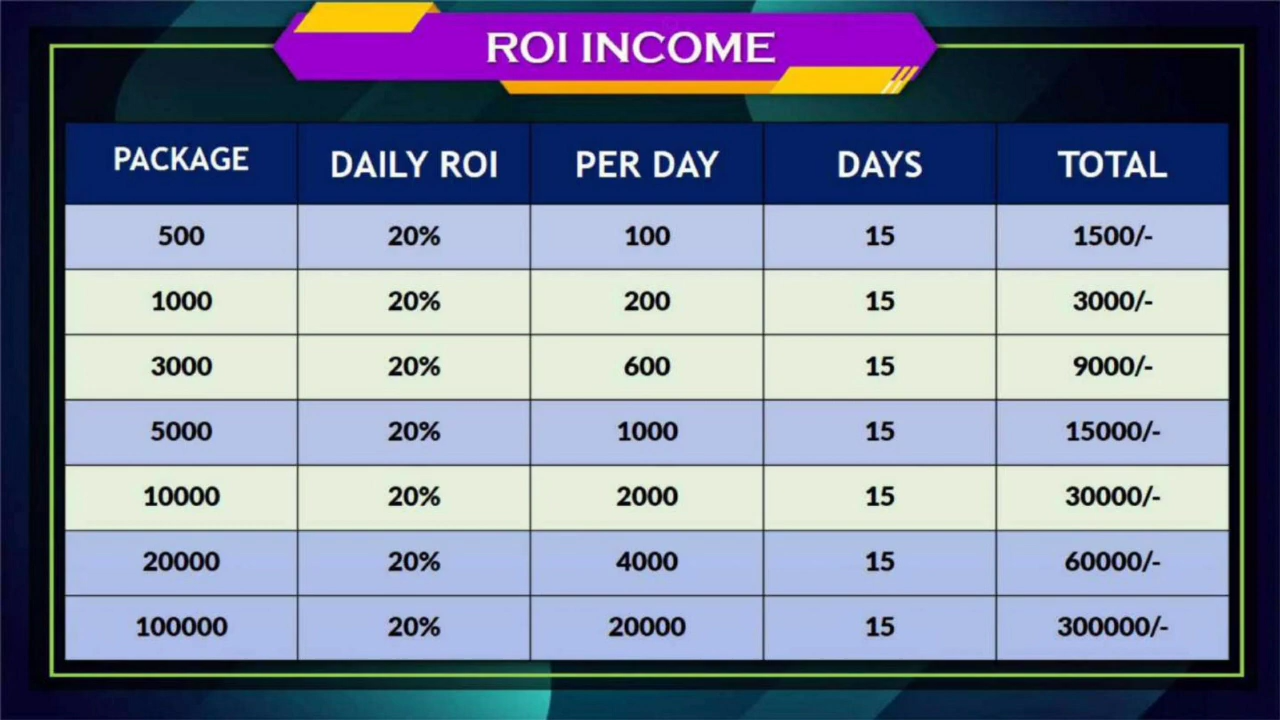 ROI INCOME
PACKAGE DAILY ROI PER DAY DAYS TOTAL
500 20% 100 15 1500/-
1000 20% 200 15 3000/-
3000 20% 600 15 9000/-
5000 20% 1000 15 15000/-
10000 20% 2000 15 30000/-
20000 20% 4000 15 60000/-
100000 20% 20000 15 300000/-